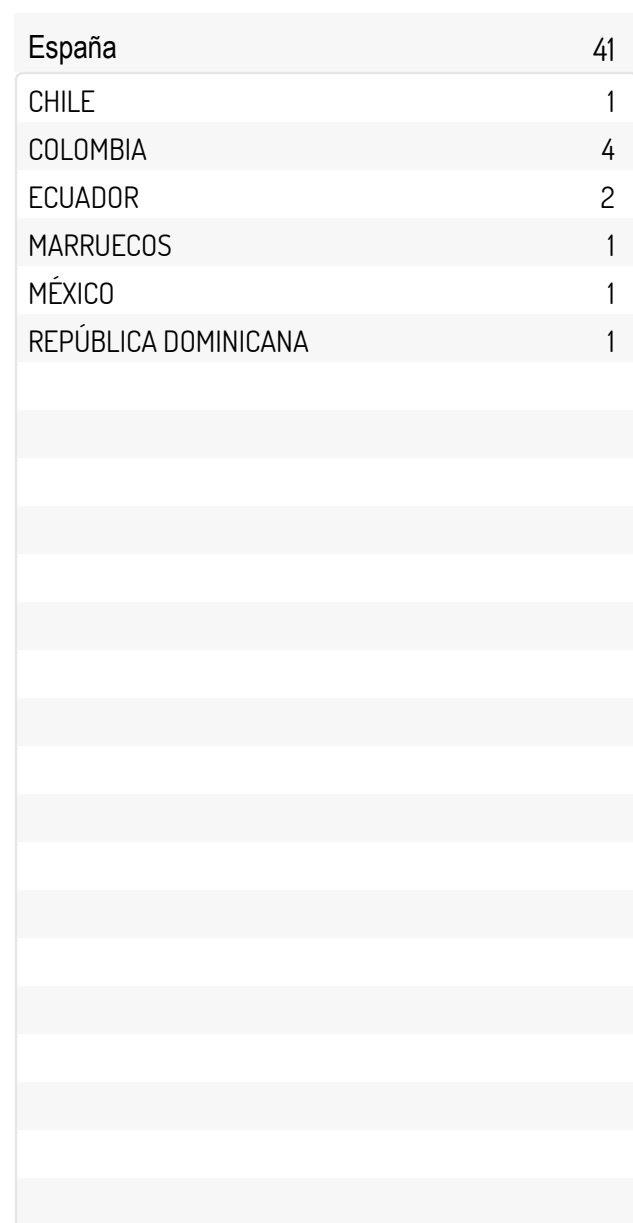 España 41
CHILE 1
COLOMBIA 4
ECUADOR 2
MARRUECOS 1
MÉXICO 1
REPÚBLICA DOMINICANA 1